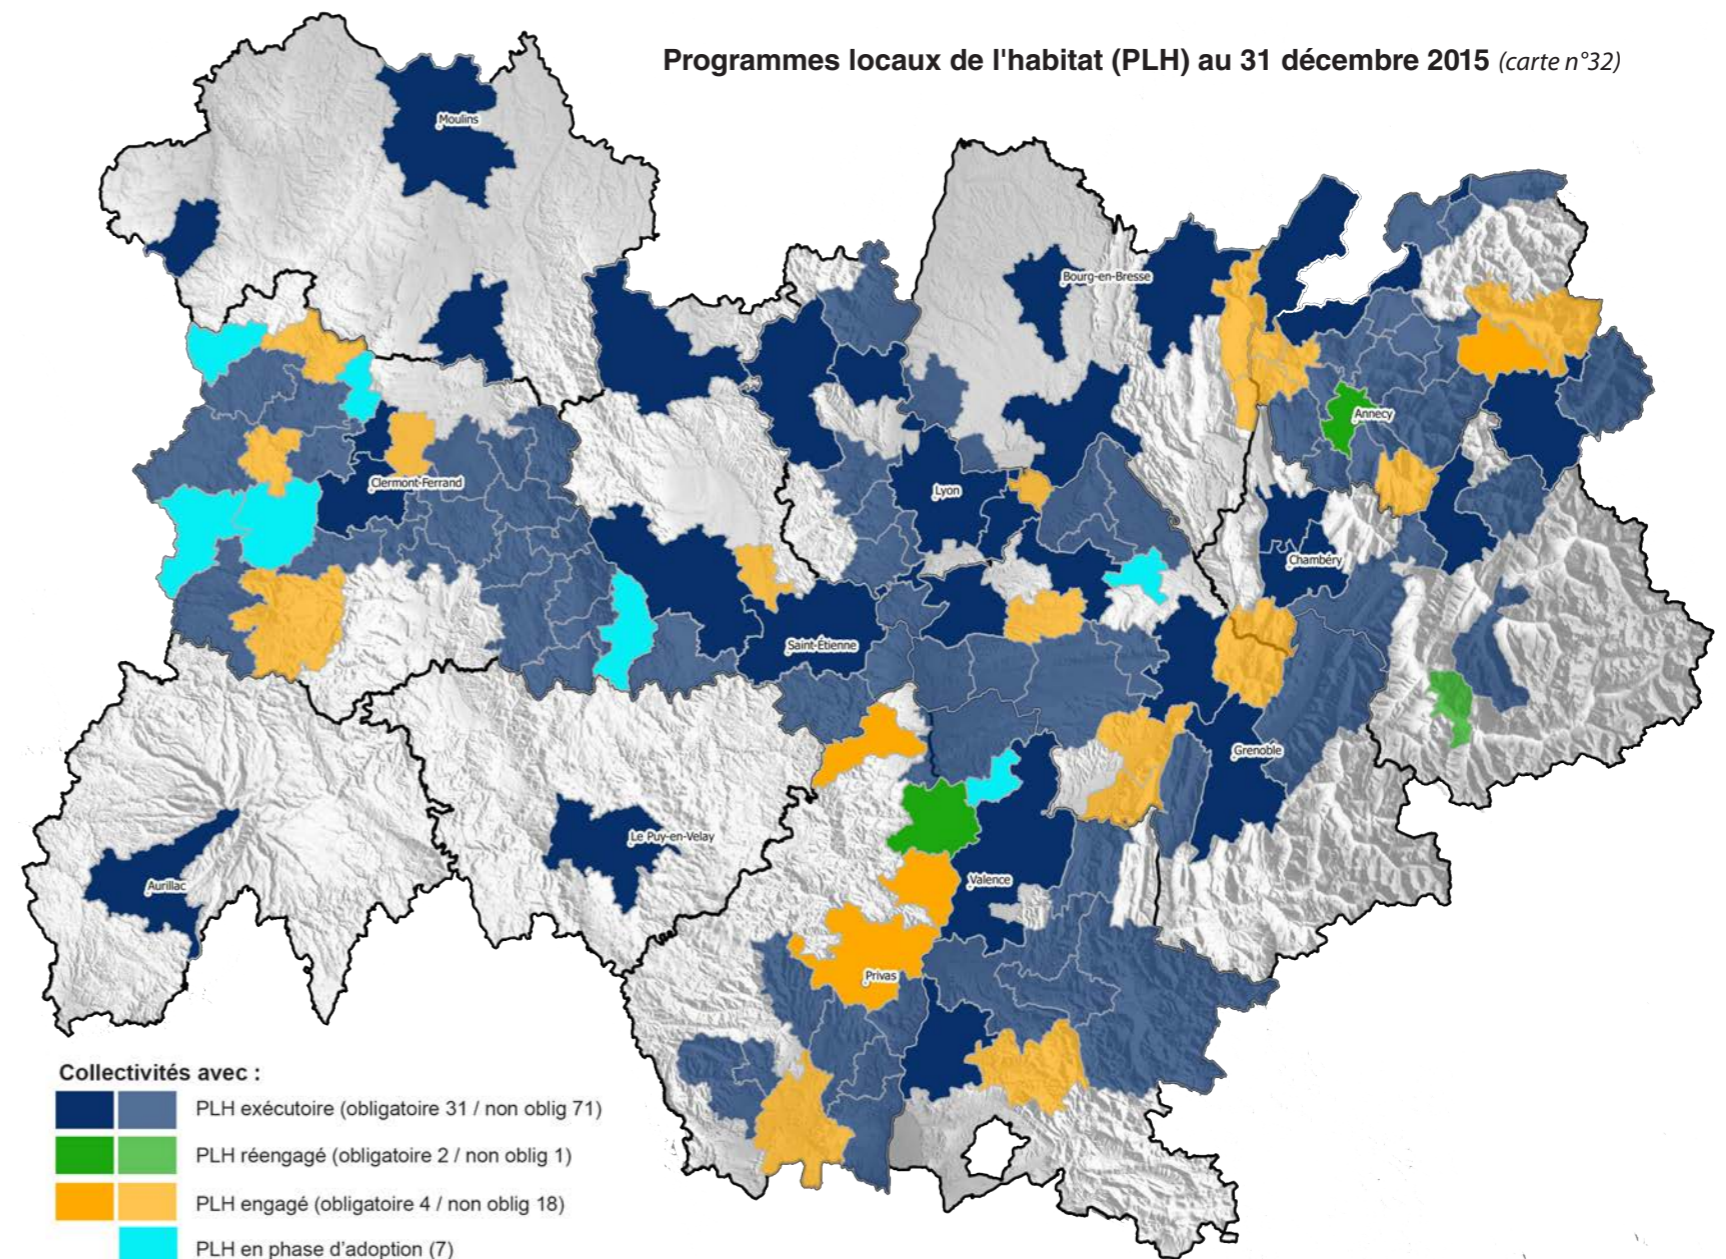 Programmes locaux de l'habitat (PLH) au 31 décembre 2015 (carte n°32)
Moulins
Bourg-en-Bresse
Annecy
Clermont-Ferrand
Lyon
Chambéry
Saint-Étienne
Grenoble
Le Puy-en-Velay
Aurillac
Valence
Privas
Collectivités avec :
PLH exécutoire (obligatoire 31 / non oblig 71)
PLH réengagé (obligatoire 2 / non oblig 1)
PLH engagé (obligatoire 4 / non oblig 18)
PLH en phase d'adoption (7)